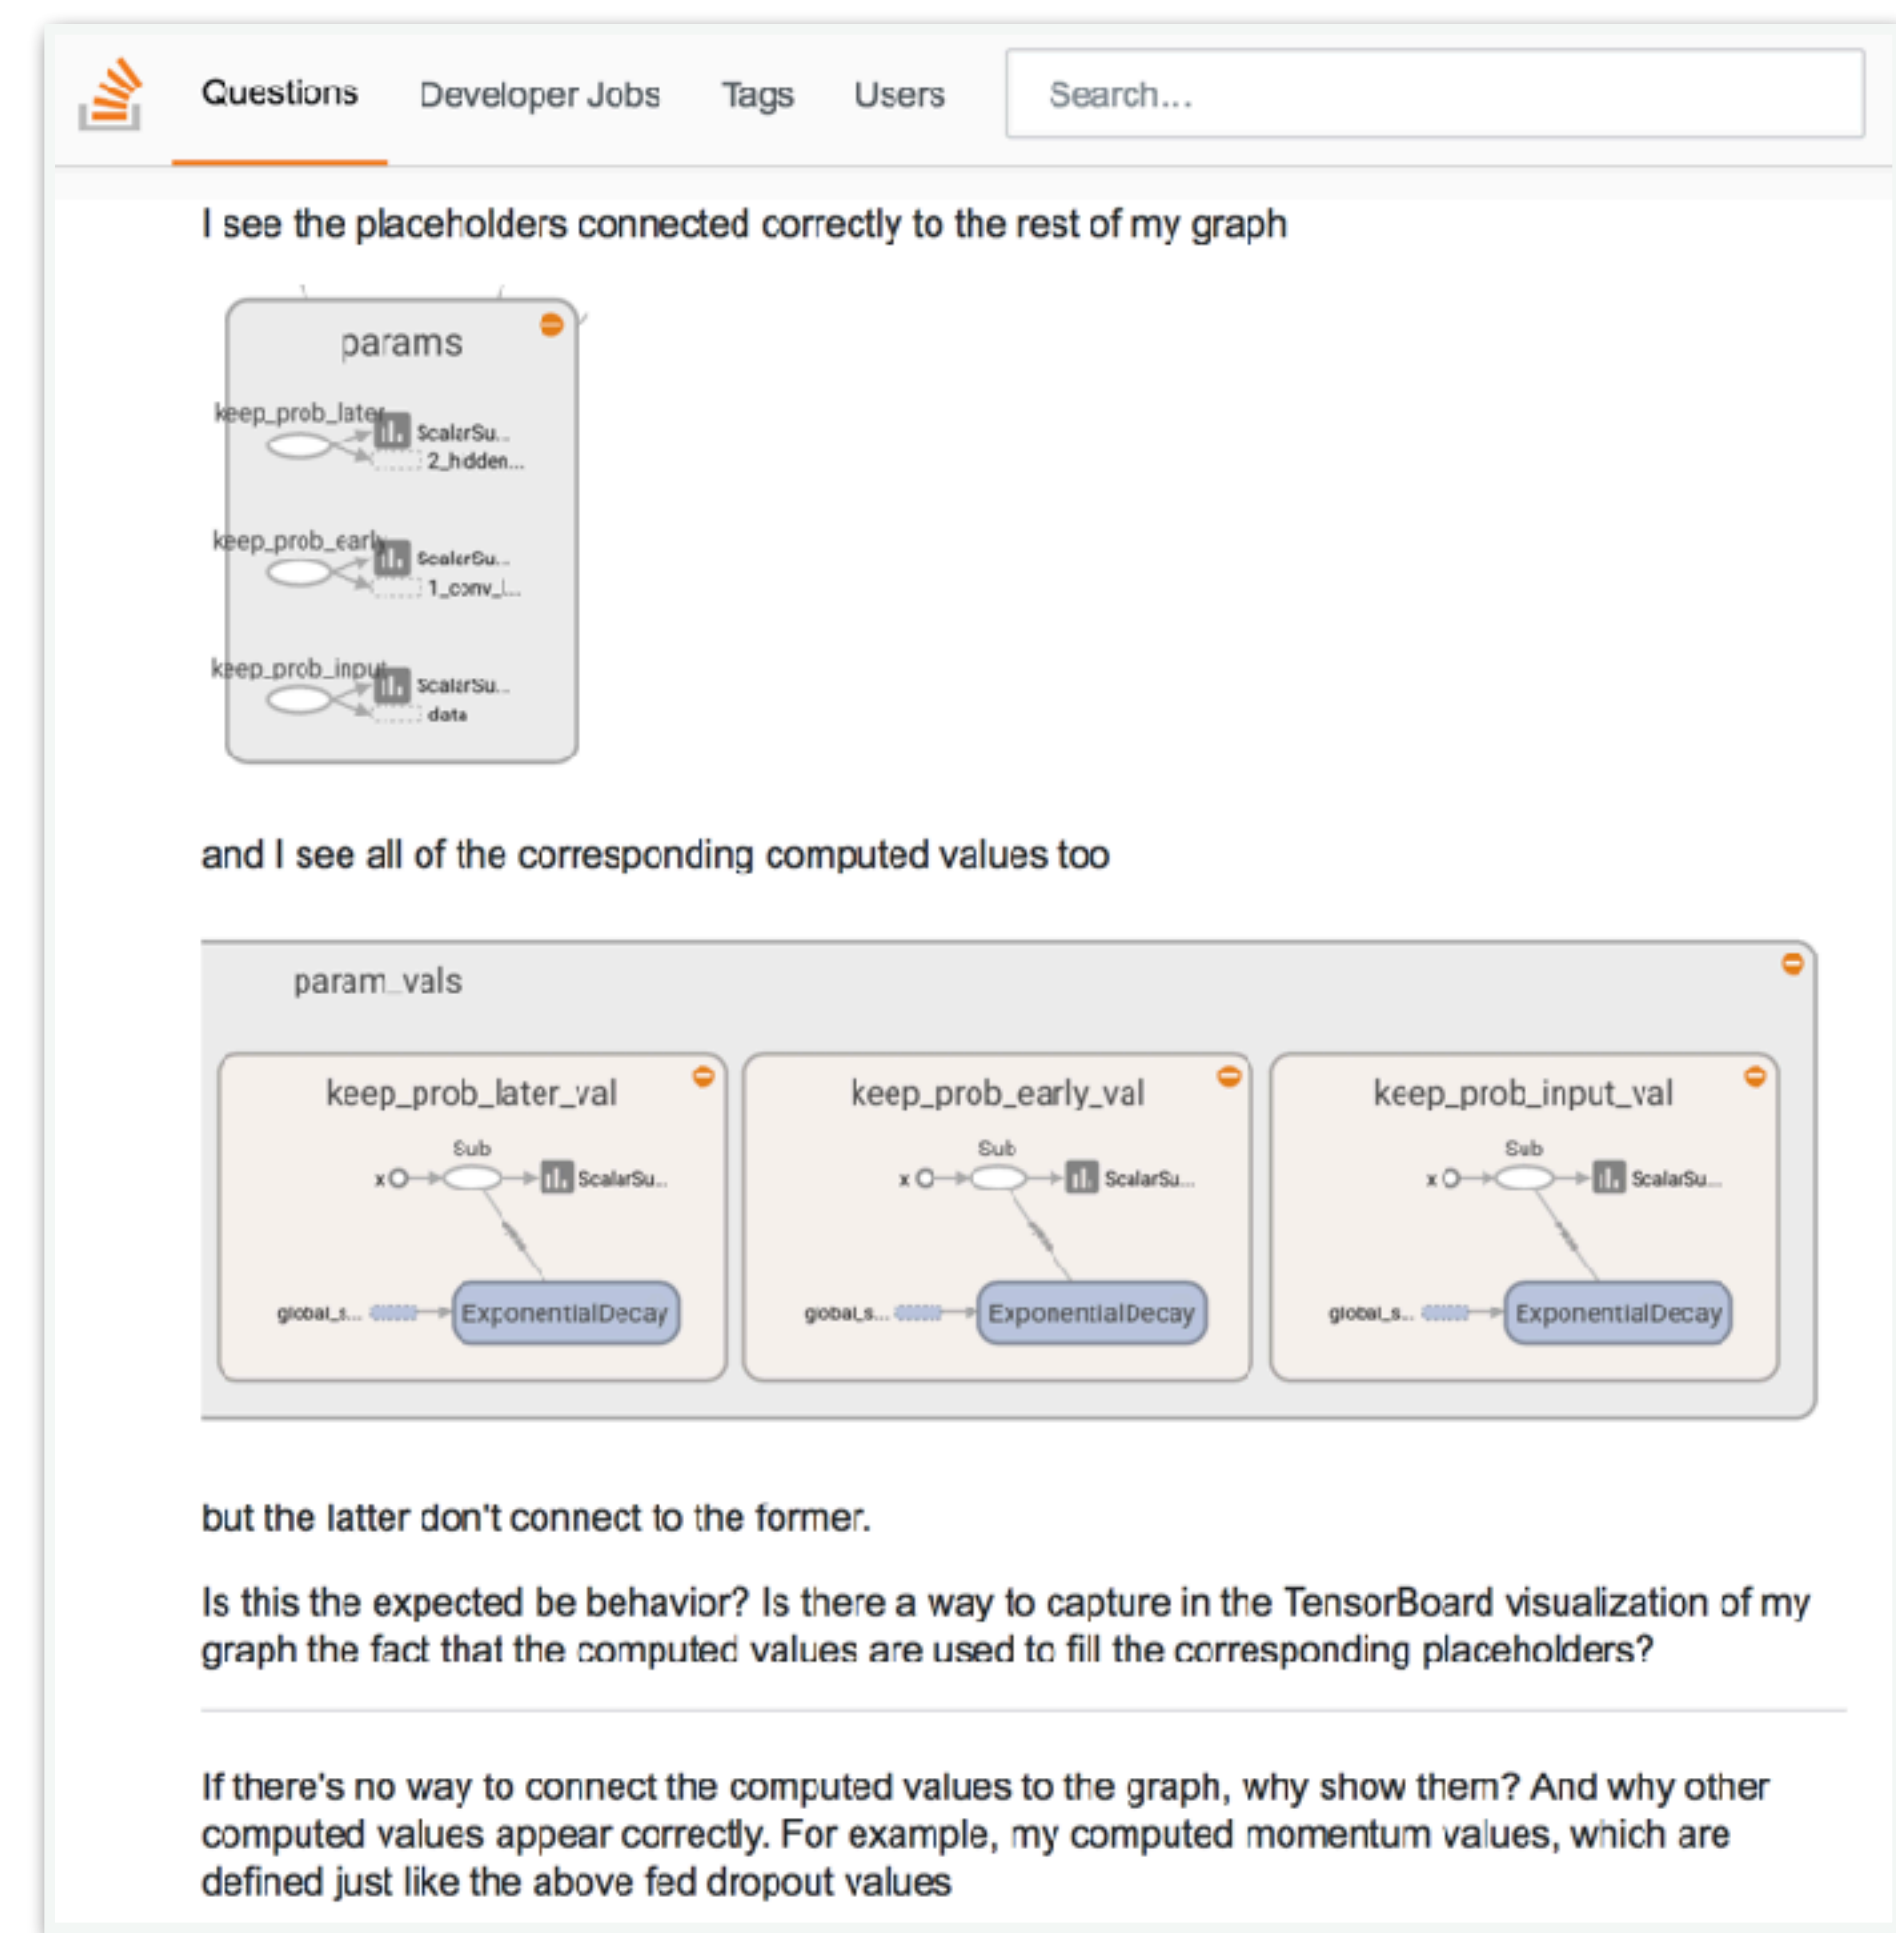 Questions Developer Jobs Tags Users Search...
I see the placeholders connected correctly to the rest of my graph
params
keep_prob_later
ScalarSu...
2_hidden...
keep_prob_early
ScalarSu...
1_conv_l...
keep_prob_input
ScalarSu...
data
and I see all of the corresponding computed values too
param_vals
keep_prob_later_val
Sub
x ScalarSu...
global_s... ExponentialDecay
keep_prob_early_val
Sub
x ScalarSu...
global_s... ExponentialDecay
keep_prob_input_val
Sub
x ScalarSu...
global_s... ExponentialDecay
but the latter don't connect to the former.
Is this the expected be behavior? Is there a way to capture in the TensorBoard visualization of my
graph the fact that the computed values are used to fill the corresponding placeholders?
If there's no way to connect the computed values to the graph, why show them? And why other
computed values appear correctly. For example, my computed momentum values, which are
defined just like the above fed dropout values